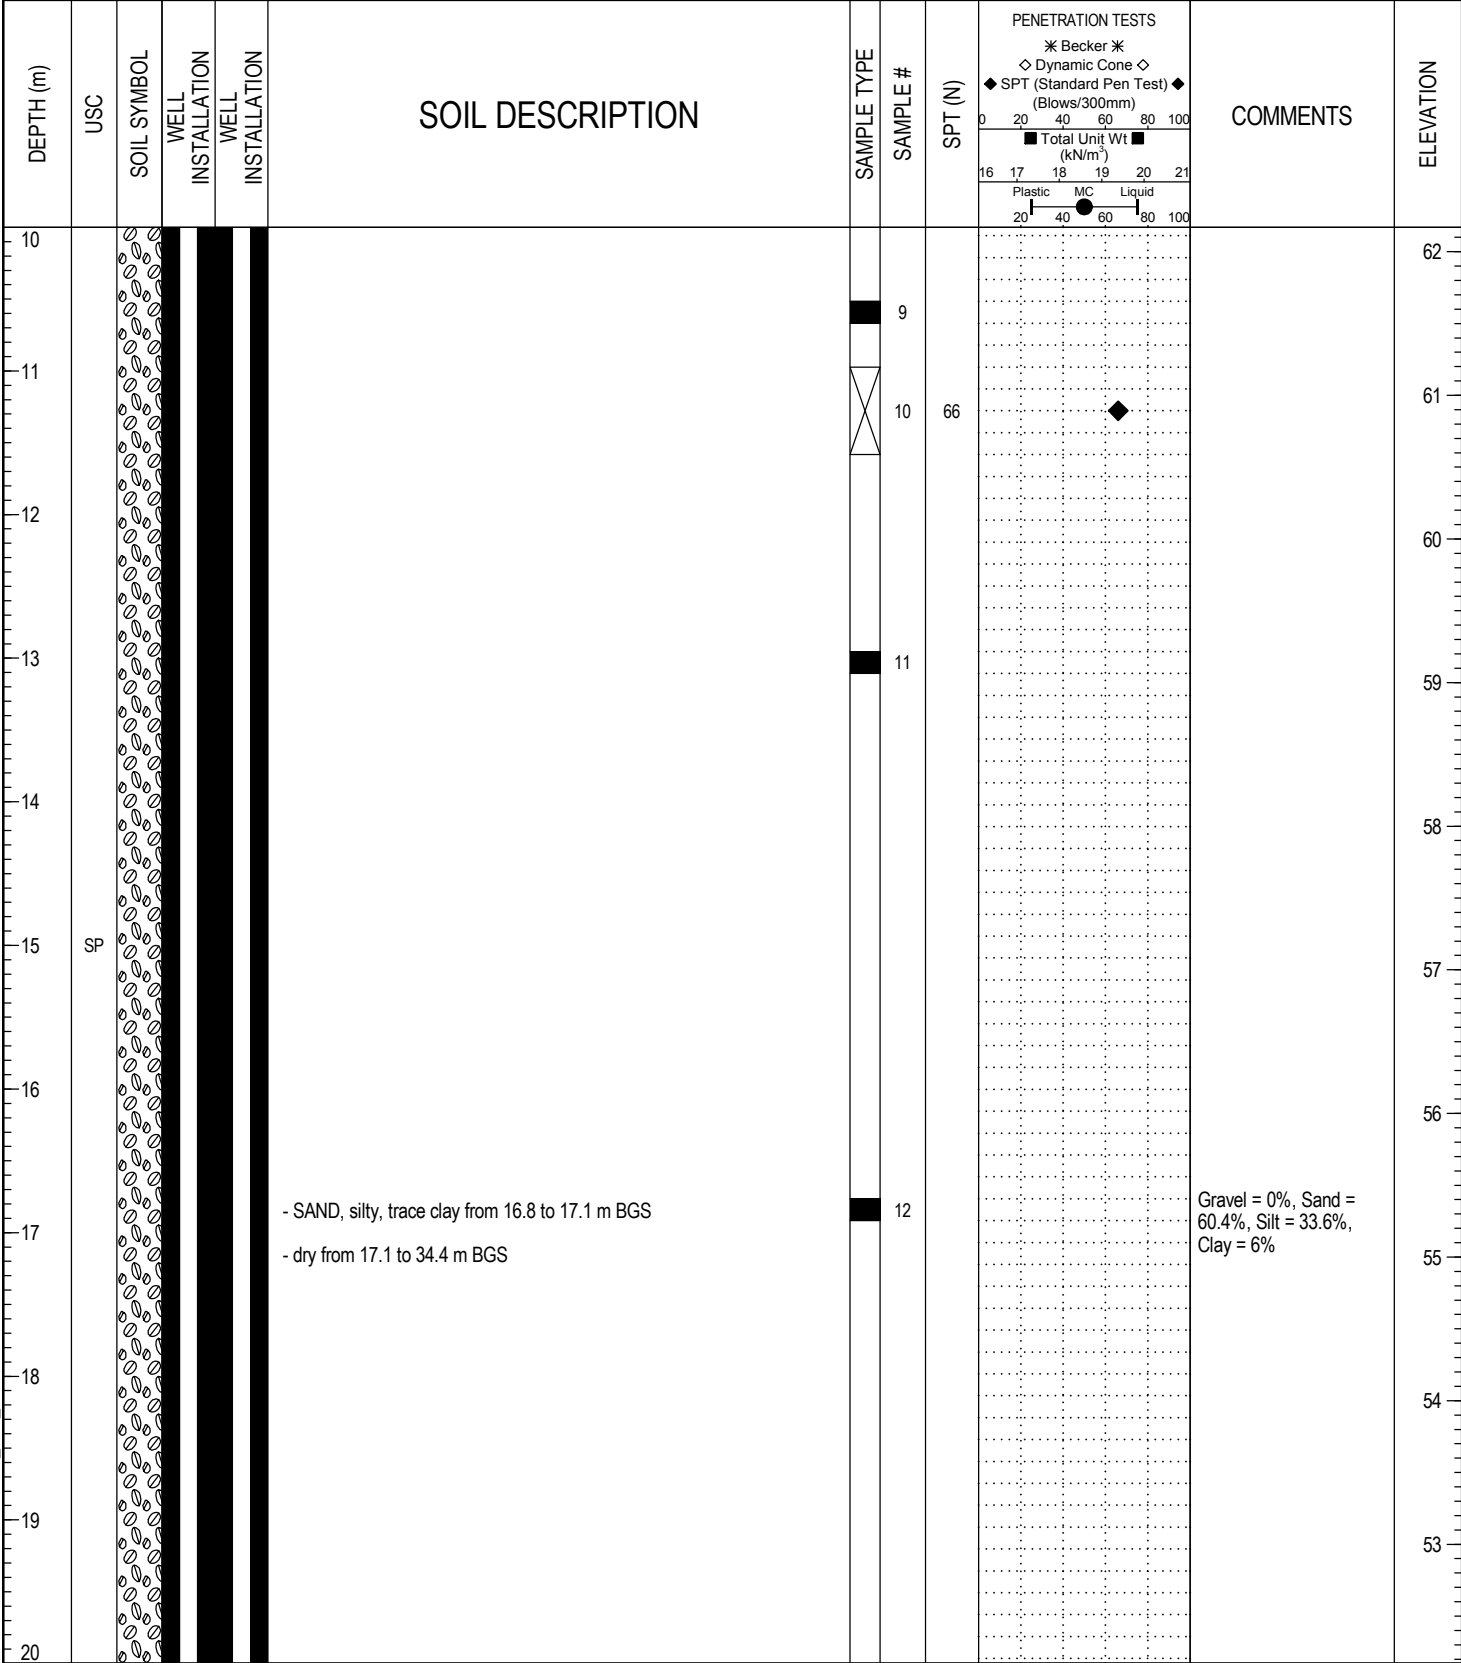 DEPTH (m)
USC
SOIL SYMBOL
WELL
INSTALLATION
WELL
INSTALLATION
SOIL DESCRIPTION
SAMPLE TYPE
SAMPLE #
SPT (N)
PENETRATION TESTS
✳ Becker ✳
◇ Dynamic Cone ◇
◆ SPT (Standard Pen Test) ◆
(Blows/300mm)
0 20 40 60 80 100
■ Total Unit Wt ■
(kN/m³)
16 17 18 19 20 21
Plastic MC Liquid
20 40 60 80 100
COMMENTS
ELEVATION
10
62
9
11
61
10 66
12
60
13
11
59
14
58
15 SP
57
16
56
- SAND, silty, trace clay from 16.8 to 17.1 m BGS
12
Gravel = 0%, Sand =
60.4%, Silt = 33.6%,
Clay = 6%
17
- dry from 17.1 to 34.4 m BGS
55
18
54
19
53
20